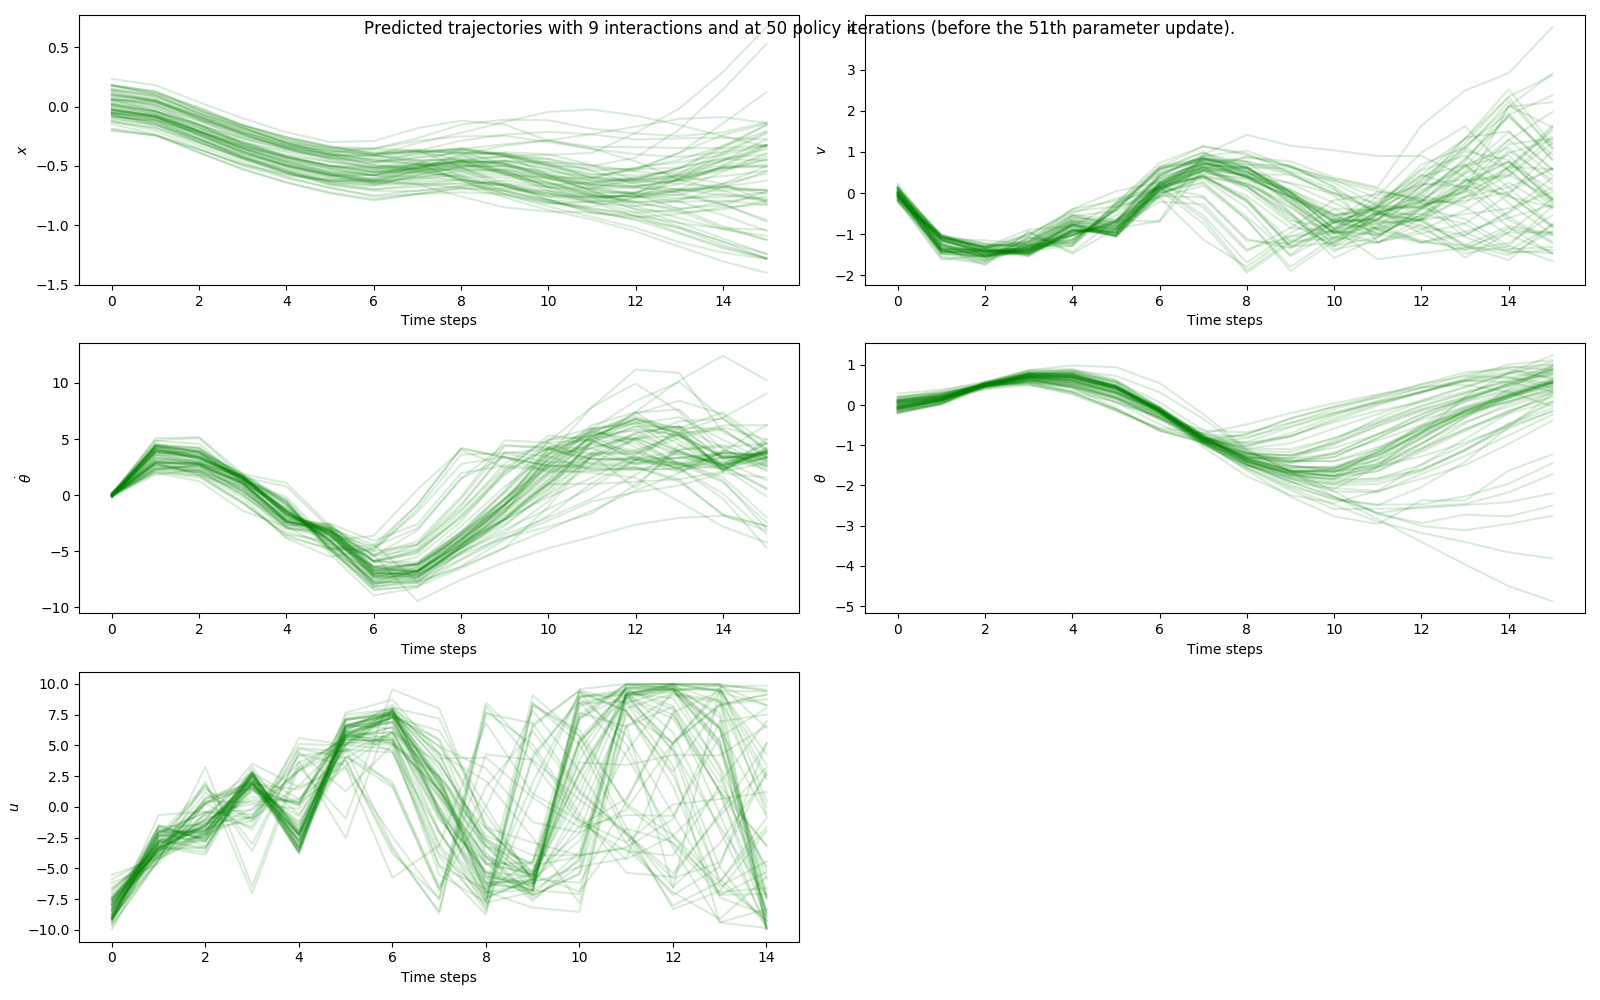 Predicted trajectories with 9 interactions and at 50 policy iterations (before the 51th parameter update).
0.5
0.0
−0.5
−1.0
−1.5
x
0 2 4 6 8 10 12 14
Time steps
4
3
2
1
0
−1
−2
v
0 2 4 6 8 10 12 14
Time steps
10
5
0
−5
−10
θ̇
0 2 4 6 8 10 12 14
Time steps
1
0
−1
−2
−3
−4
−5
θ
0 2 4 6 8 10 12 14
Time steps
10.0
7.5
5.0
2.5
0.0
−2.5
−5.0
−7.5
−10.0
u
0 2 4 6 8 10 12 14
Time steps